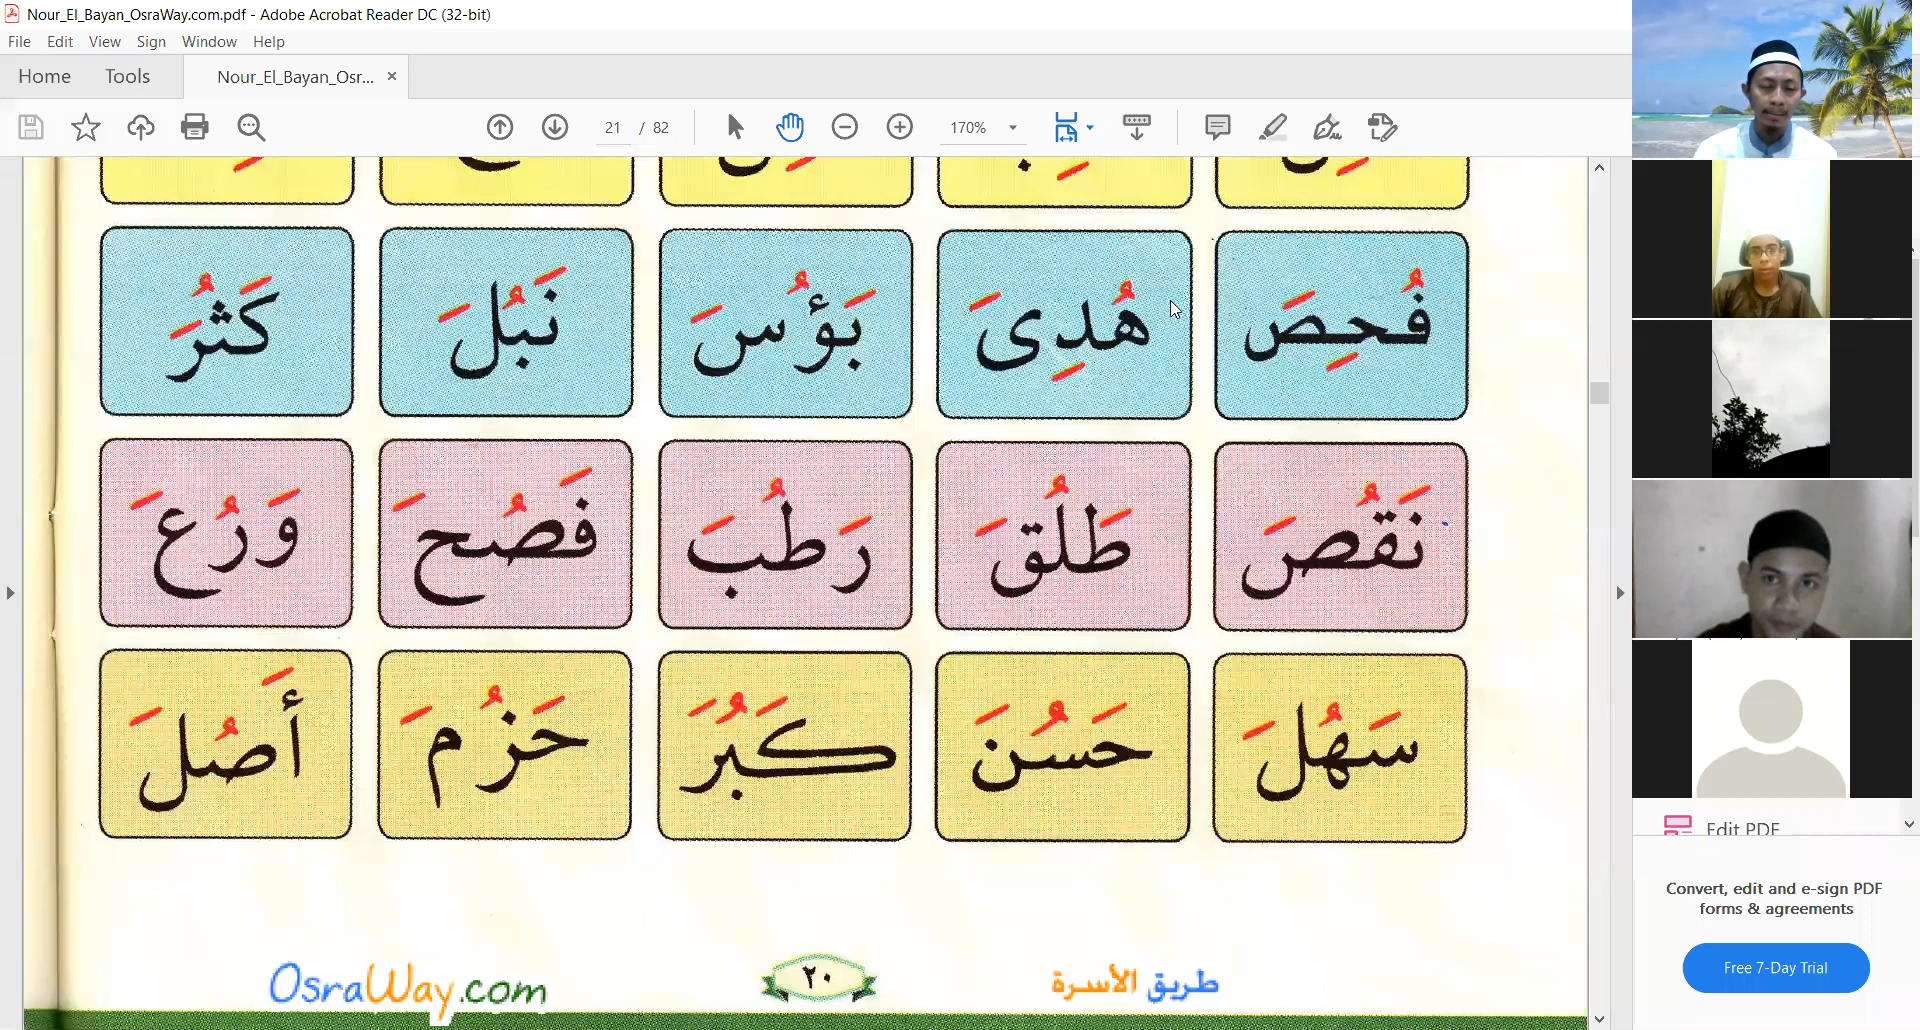 Nour_El_Bayan_OsraWay.com.pdf - Adobe Acrobat Reader DC (32-bit)
File Edit View Sign Window Help
Home Tools Nour_El_Bayan_Osr... ×
21 / 82 170%
فُحِصَ هُدِىَ بَؤُسَ نَبُلَ كَثُرَ
نَقُصَ طَلُقَ رَطُبَ فَصُحَ وَرُعَ
سَهُلَ حَسُنَ كَبُرَ حَزُمَ أَصُلَ
OsraWay.com ٢٠ طريق الأسرة
Edit PDF
Convert, edit and e-sign PDF
forms & agreements
Free 7-Day Trial